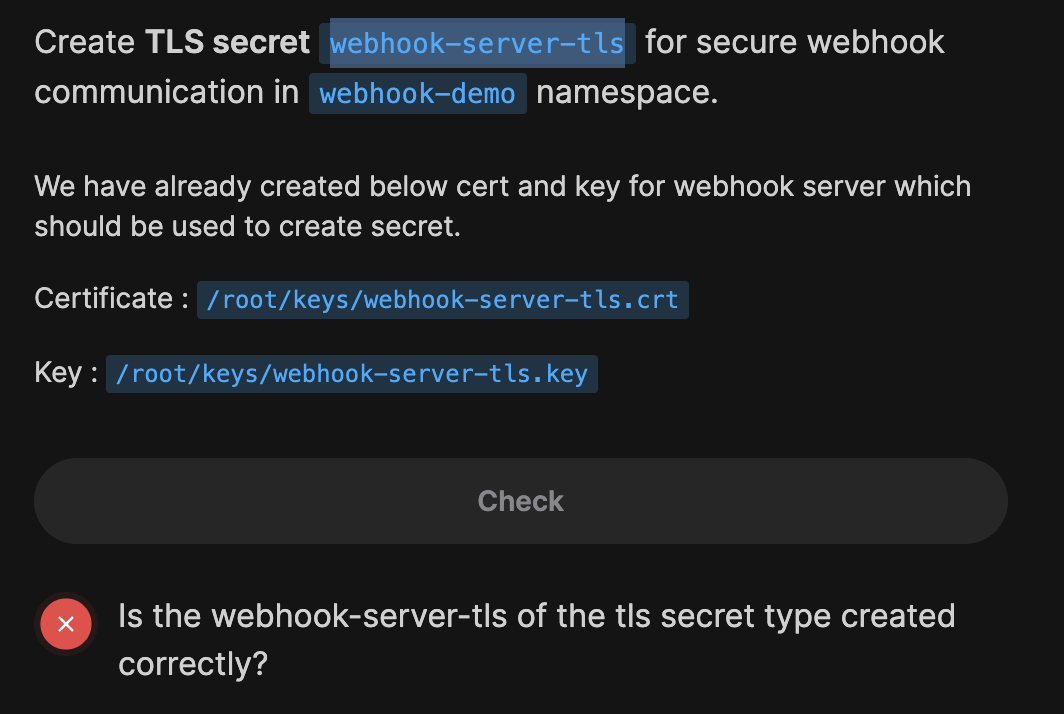 Create TLS secret webhook-server-tls for secure webhook
communication in webhook-demo namespace.
We have already created below cert and key for webhook server which
should be used to create secret.
Certificate : /root/keys/webhook-server-tls.crt
Key : /root/keys/webhook-server-tls.key
Check
Is the webhook-server-tls of the tls secret type created
correctly?